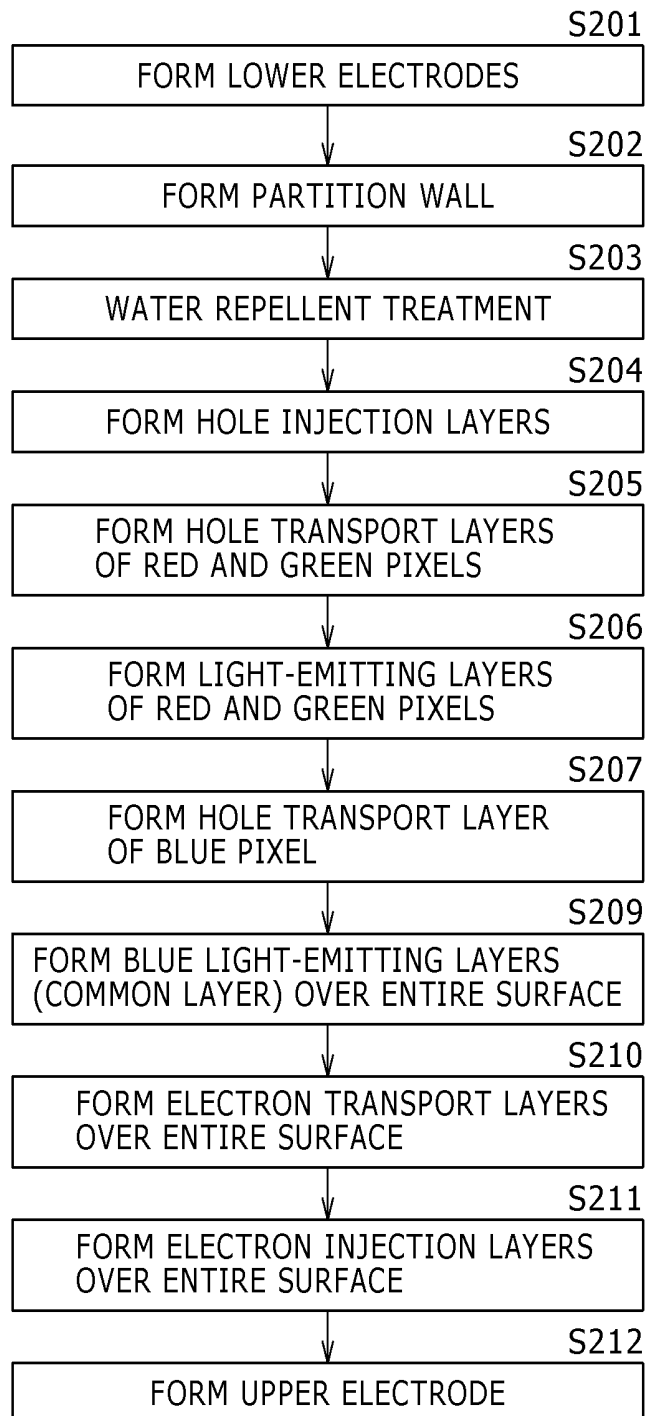 S201
FORM LOWER ELECTRODES
S202
FORM PARTITION WALL
S203
WATER REPELLENT TREATMENT
S204
FORM HOLE INJECTION LAYERS
S205
FORM HOLE TRANSPORT LAYERS
OF RED AND GREEN PIXELS
S206
FORM LIGHT-EMITTING LAYERS
OF RED AND GREEN PIXELS
S207
FORM HOLE TRANSPORT LAYER
OF BLUE PIXEL
S209
FORM BLUE LIGHT-EMITTING LAYERS
(COMMON LAYER) OVER ENTIRE SURFACE
S210
FORM ELECTRON TRANSPORT LAYERS
OVER ENTIRE SURFACE
S211
FORM ELECTRON INJECTION LAYERS
OVER ENTIRE SURFACE
S212
FORM UPPER ELECTRODE